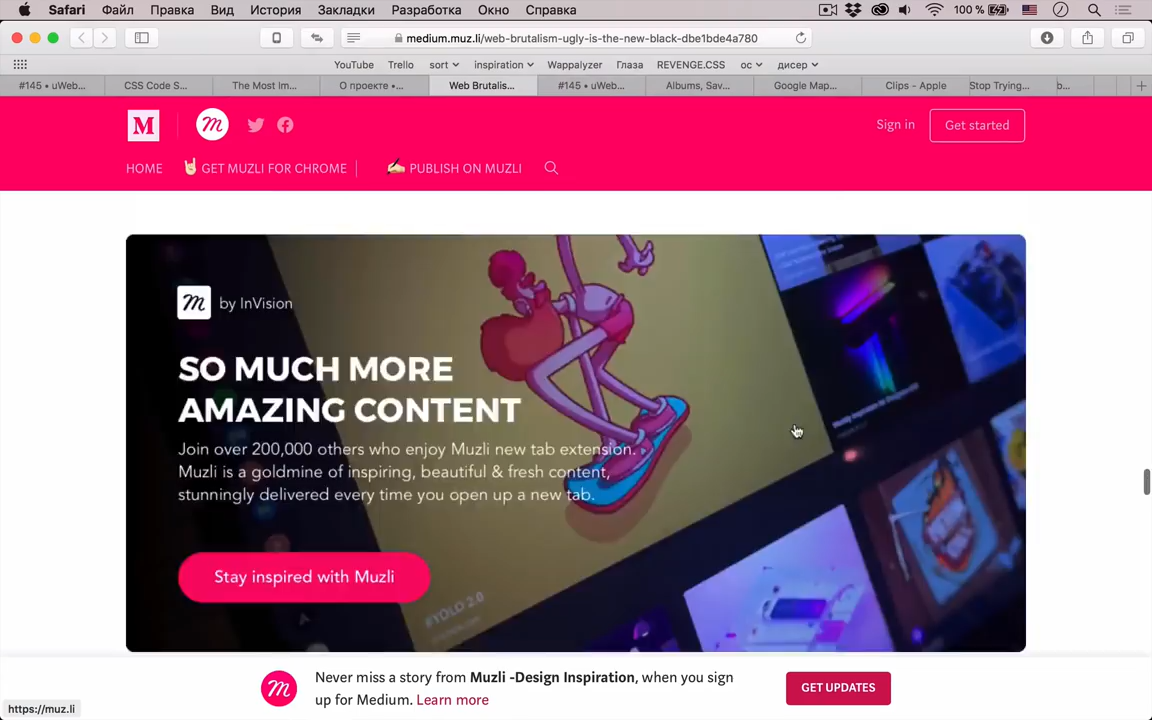 Safari Файл Правка Вид История Закладки Разработка Окно Справка 100 %
medium.muz.li/web-brutalism-ugly-is-the-new-black-dbe1bde4a780
YouTube Trello sort inspiration Wappalyzer Глаза REVENGE.CSS ос дисер
#145 • uWeb... CSS Code S... The Most Im... О проекте •... Web Brutalis... #145 • uWeb... Albums, Sav... Google Map... Clips – Apple Stop Trying... b...
M
Sign in Get started
HOME GET MUZLI FOR CHROME PUBLISH ON MUZLI
by InVision
SO MUCH MORE
AMAZING CONTENT
Join over 200,000 others who enjoy Muzli new tab extension.
Muzli is a goldmine of inspiring, beautiful & fresh content,
stunningly delivered every time you open up a new tab.
Stay inspired with Muzli
#YOLD 2.0
Never miss a story from Muzli -Design Inspiration, when you sign
up for Medium. Learn more
GET UPDATES
https://muz.li